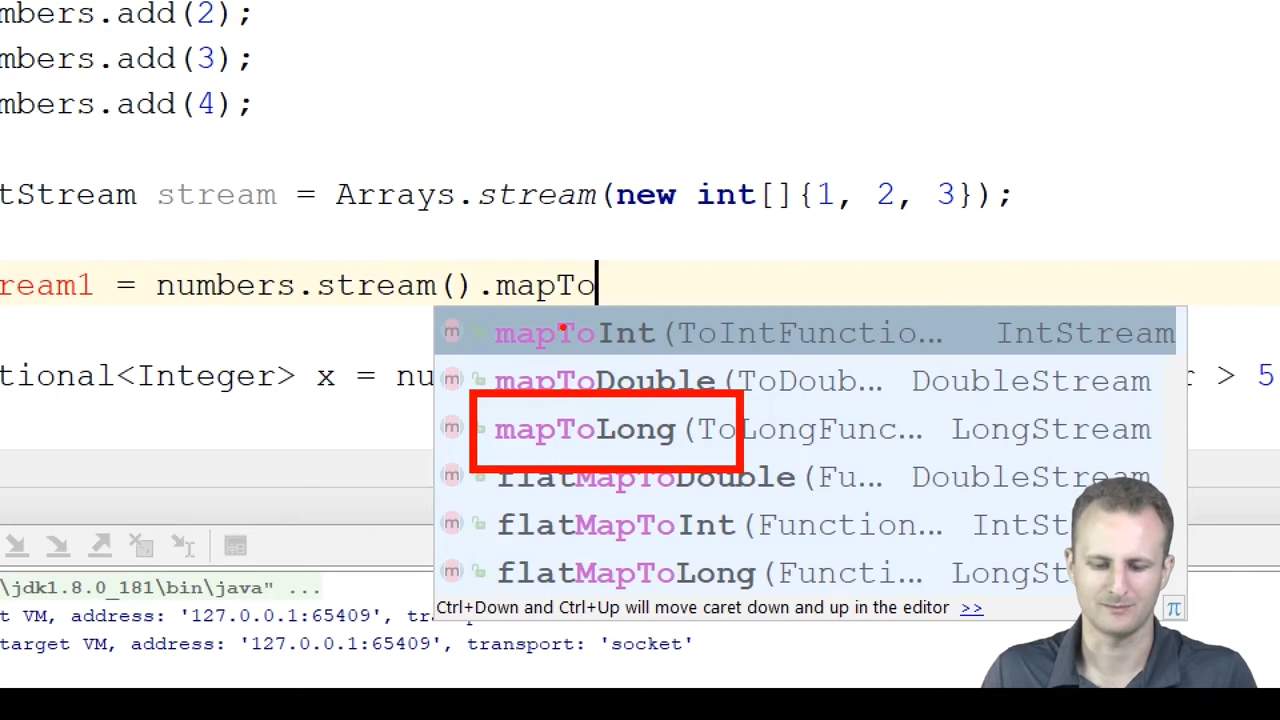 mbers.add(2);
mbers.add(3);
mbers.add(4);
tStream stream = Arrays.stream(new int[]{1, 2, 3});
ream1 = numbers.stream().mapTo
mapToInt(ToIntFunctio... IntStream
tional<Integer> x = nu r > 5
mapToDouble(ToDoub... DoubleStream
mapToLong(ToLongFunc... LongStream
flatMapToDouble(Fu... DoubleStream
flatMapToInt(Function... IntSt
flatMapToLong(Functi... LongSt
\jdk1.8.0_181\bin\java" ...
Ctrl+Down and Ctrl+Up will move caret down and up in the editor >> π
t VM, address: '127.0.0.1:65409', tra
target VM, address: '127.0.0.1:65409', transport: 'socket'